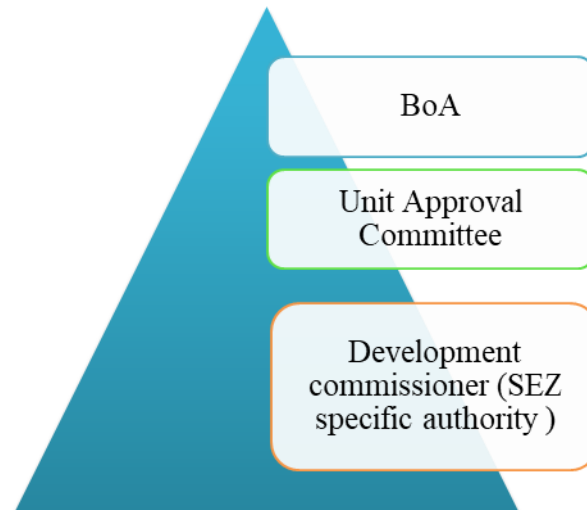 BoA
Unit Approval
Committee
Development
commissioner (SEZ
specific authority )